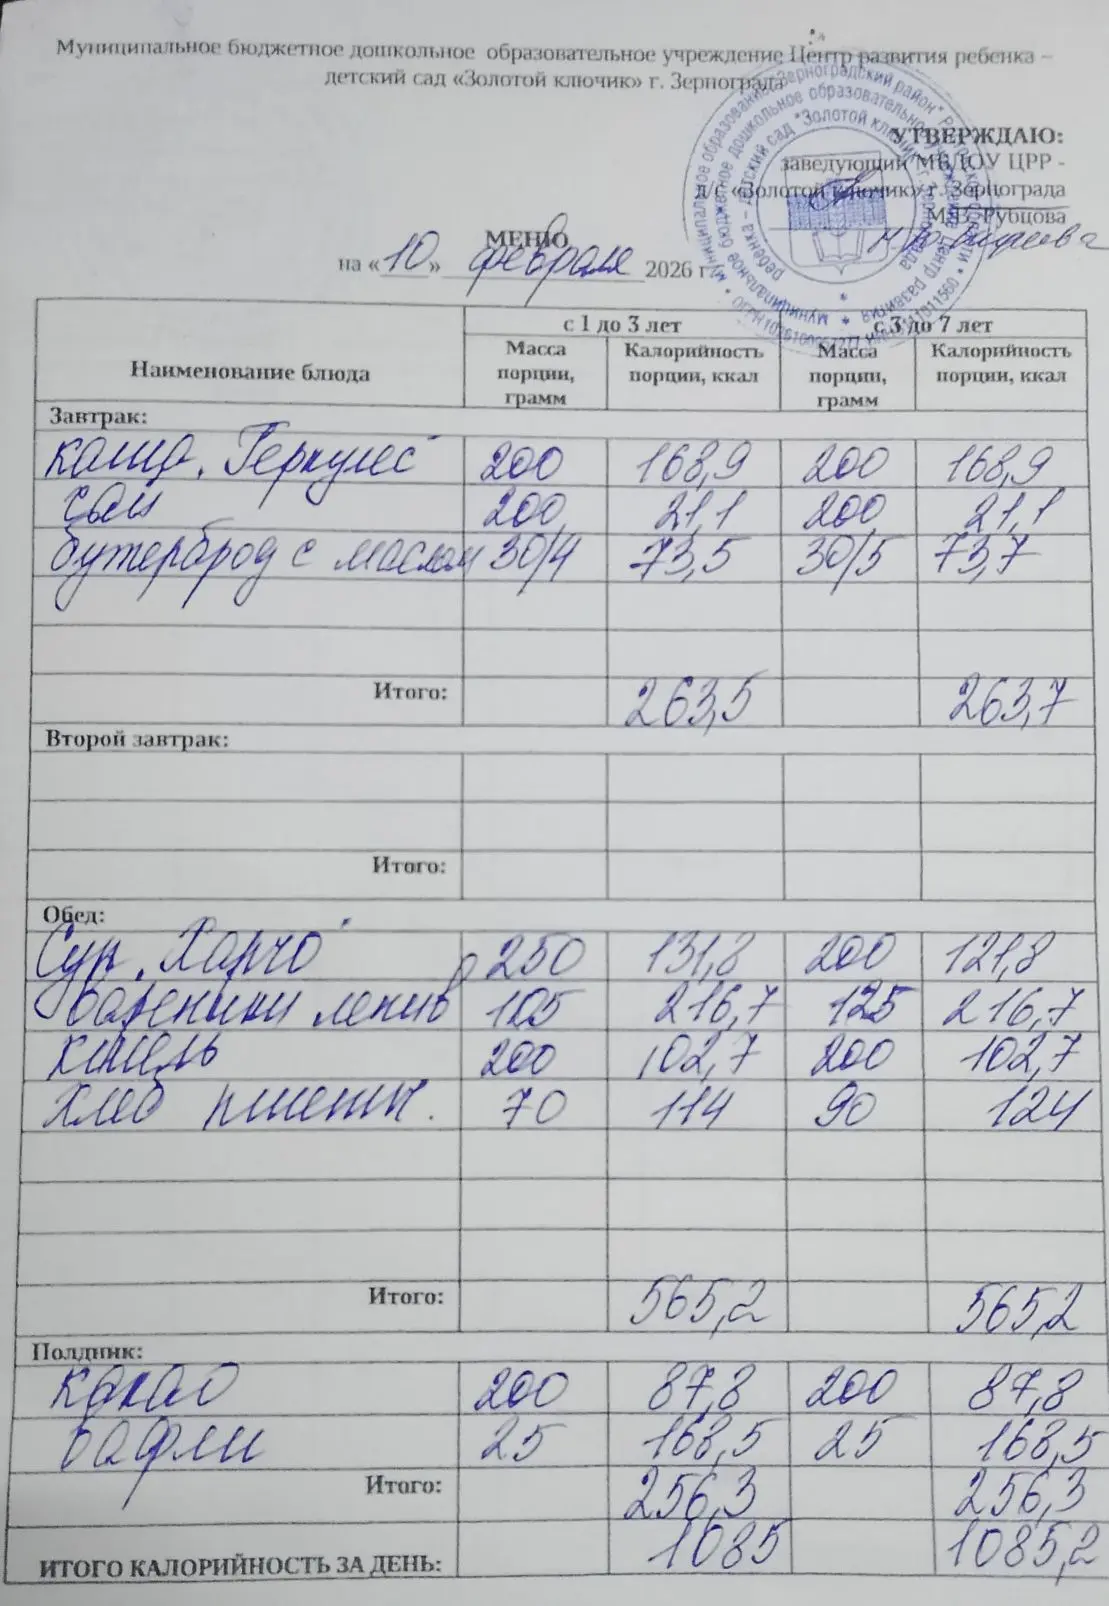 Муниципальное бюджетное дошкольное образовательное учреждение Центр развития ребенка –
детский сад «Золотой ключик» г. Зернограда
УТВЕРЖДАЮ:
заведующий МБДОУ ЦРР -
д/с «Золотой ключик» г. Зернограда
М.В. Рубцова
МЕНЮ
на «10» февраля 2026 г.
Наименование блюда с 1 до 3 лет с 3 до 7 лет
Масса порции, грамм Калорийность порции, ккал Масса порции, грамм Калорийность порции, ккал
Завтрак:
каша "Геркулес" 200 168,9 200 168,9
чай 200 21,1 200 21,1
бутерброд с маслом 30/4 73,5 30/5 73,7
Итого: 263,5 263,7
Второй завтрак:
Итого:
Обед:
Суп "Харчо" 250 131,8 200 121,8
Вареники ленив 105 216,7 125 216,7
кисель 200 102,7 200 102,7
хлеб пшенич. 70 114 90 124
Итого: 565,2 565,2
Полдник:
какао 200 87,8 200 87,8
вафли 25 168,5 25 168,5
Итого: 256,3 256,3
ИТОГО КАЛОРИЙНОСТЬ ЗА ДЕНЬ: 1085 1085,2